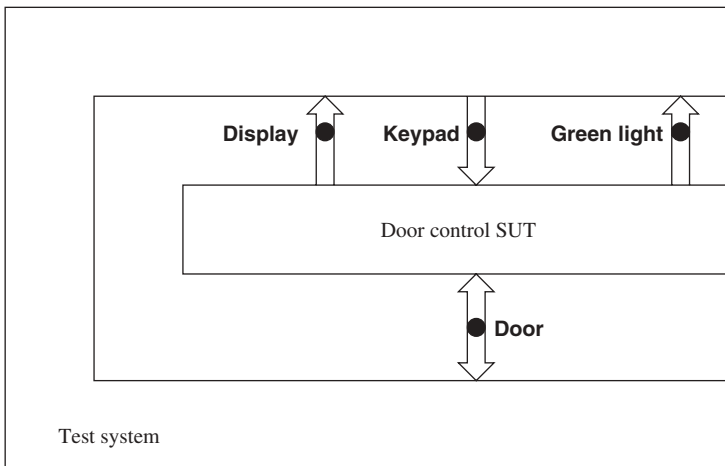 Display
Keypad
Green light
Door control SUT
Door
Test system